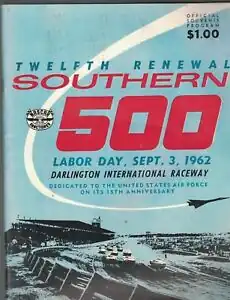 OFFICIAL
SOUVENIR
PROGRAM
$1.00
TWELFTH RENEWAL
SOUTHERN
500
LABOR DAY, SEPT. 3, 1962
DARLINGTON INTERNATIONAL RACEWAY
DEDICATED TO THE UNITED STATES AIR FORCE
ON ITS 15TH ANNIVERSARY